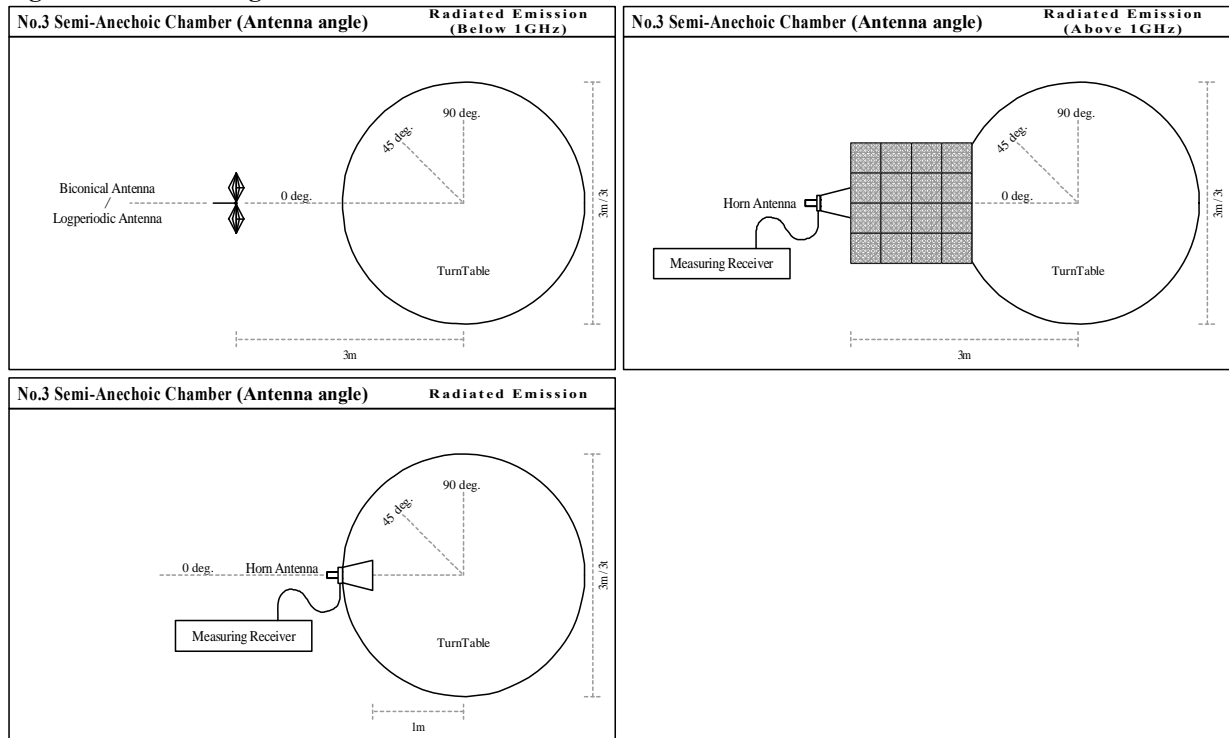 No.3 Semi-Anechoic Chamber (Antenna angle)
Radiated Emission
(Below 1GHz)
90 deg.
45 deg.
0 deg.
Biconical Antenna
/
Logperiodic Antenna
TurnTable
3m / 3t
3m
No.3 Semi-Anechoic Chamber (Antenna angle)
Radiated Emission
(Above 1GHz)
90 deg.
45 deg.
0 deg.
Horn Antenna
Measuring Receiver
TurnTable
3m / 3t
3m
No.3 Semi-Anechoic Chamber (Antenna angle)
Radiated Emission
90 deg.
45 deg.
0 deg.
Horn Antenna
Measuring Receiver
TurnTable
3m / 3t
1m